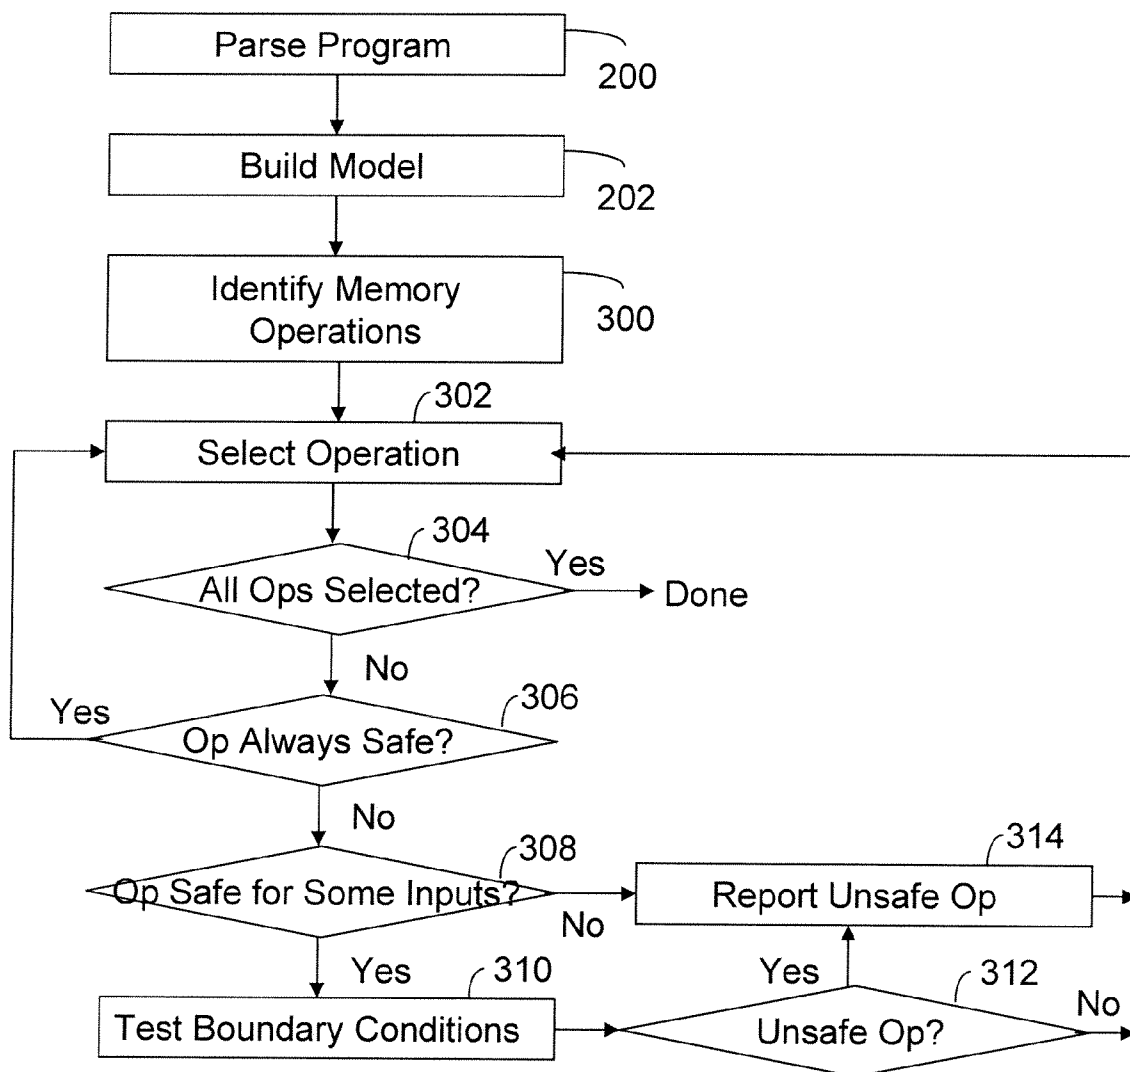 Parse Program
200
Build Model
202
Identify Memory
Operations
300
302
Select Operation
304
All Ops Selected?
Yes
Done
No
306
Yes
Op Always Safe?
No
308
Op Safe for Some Inputs?
No
314
Report Unsafe Op
Yes
310
Test Boundary Conditions
Yes
312
Unsafe Op?
No